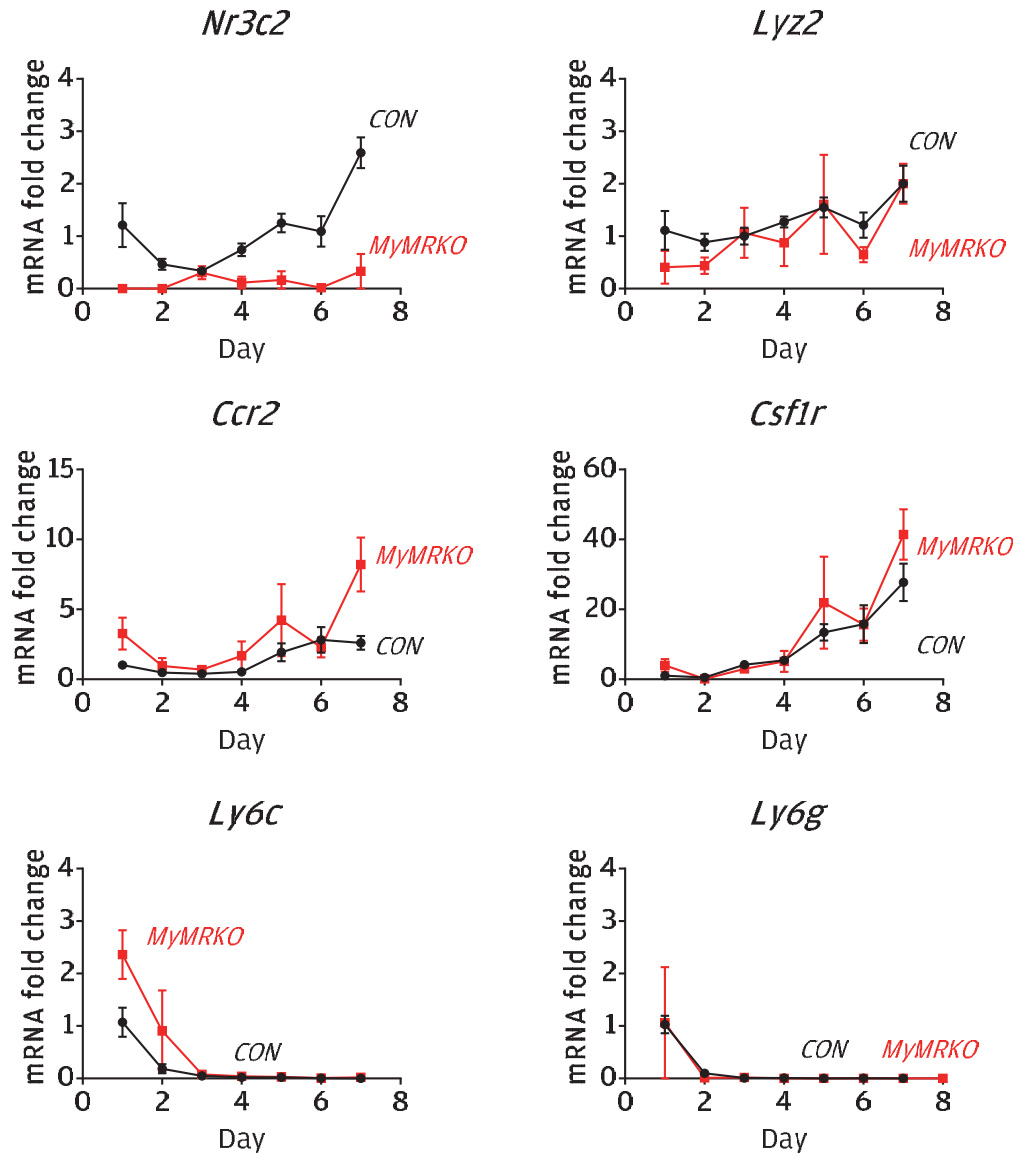 Nr3c2
mRNA fold change
4
3
2
1
0
0 2 4 6 8
Day
CON
MyMRKO
Lyz2
mRNA fold change
4
3
2
1
0
0 2 4 6 8
Day
CON
MyMRKO
Ccr2
mRNA fold change
15
10
5
0
0 2 4 6 8
Day
MyMRKO
CON
Csf1r
mRNA fold change
60
40
20
0
0 2 4 6 8
Day
MyMRKO
CON
Ly6c
mRNA fold change
4
3
2
1
0
0 2 4 6 8
Day
MyMRKO
CON
Ly6g
mRNA fold change
4
3
2
1
0
0 2 4 6 8
Day
CON MyMRKO